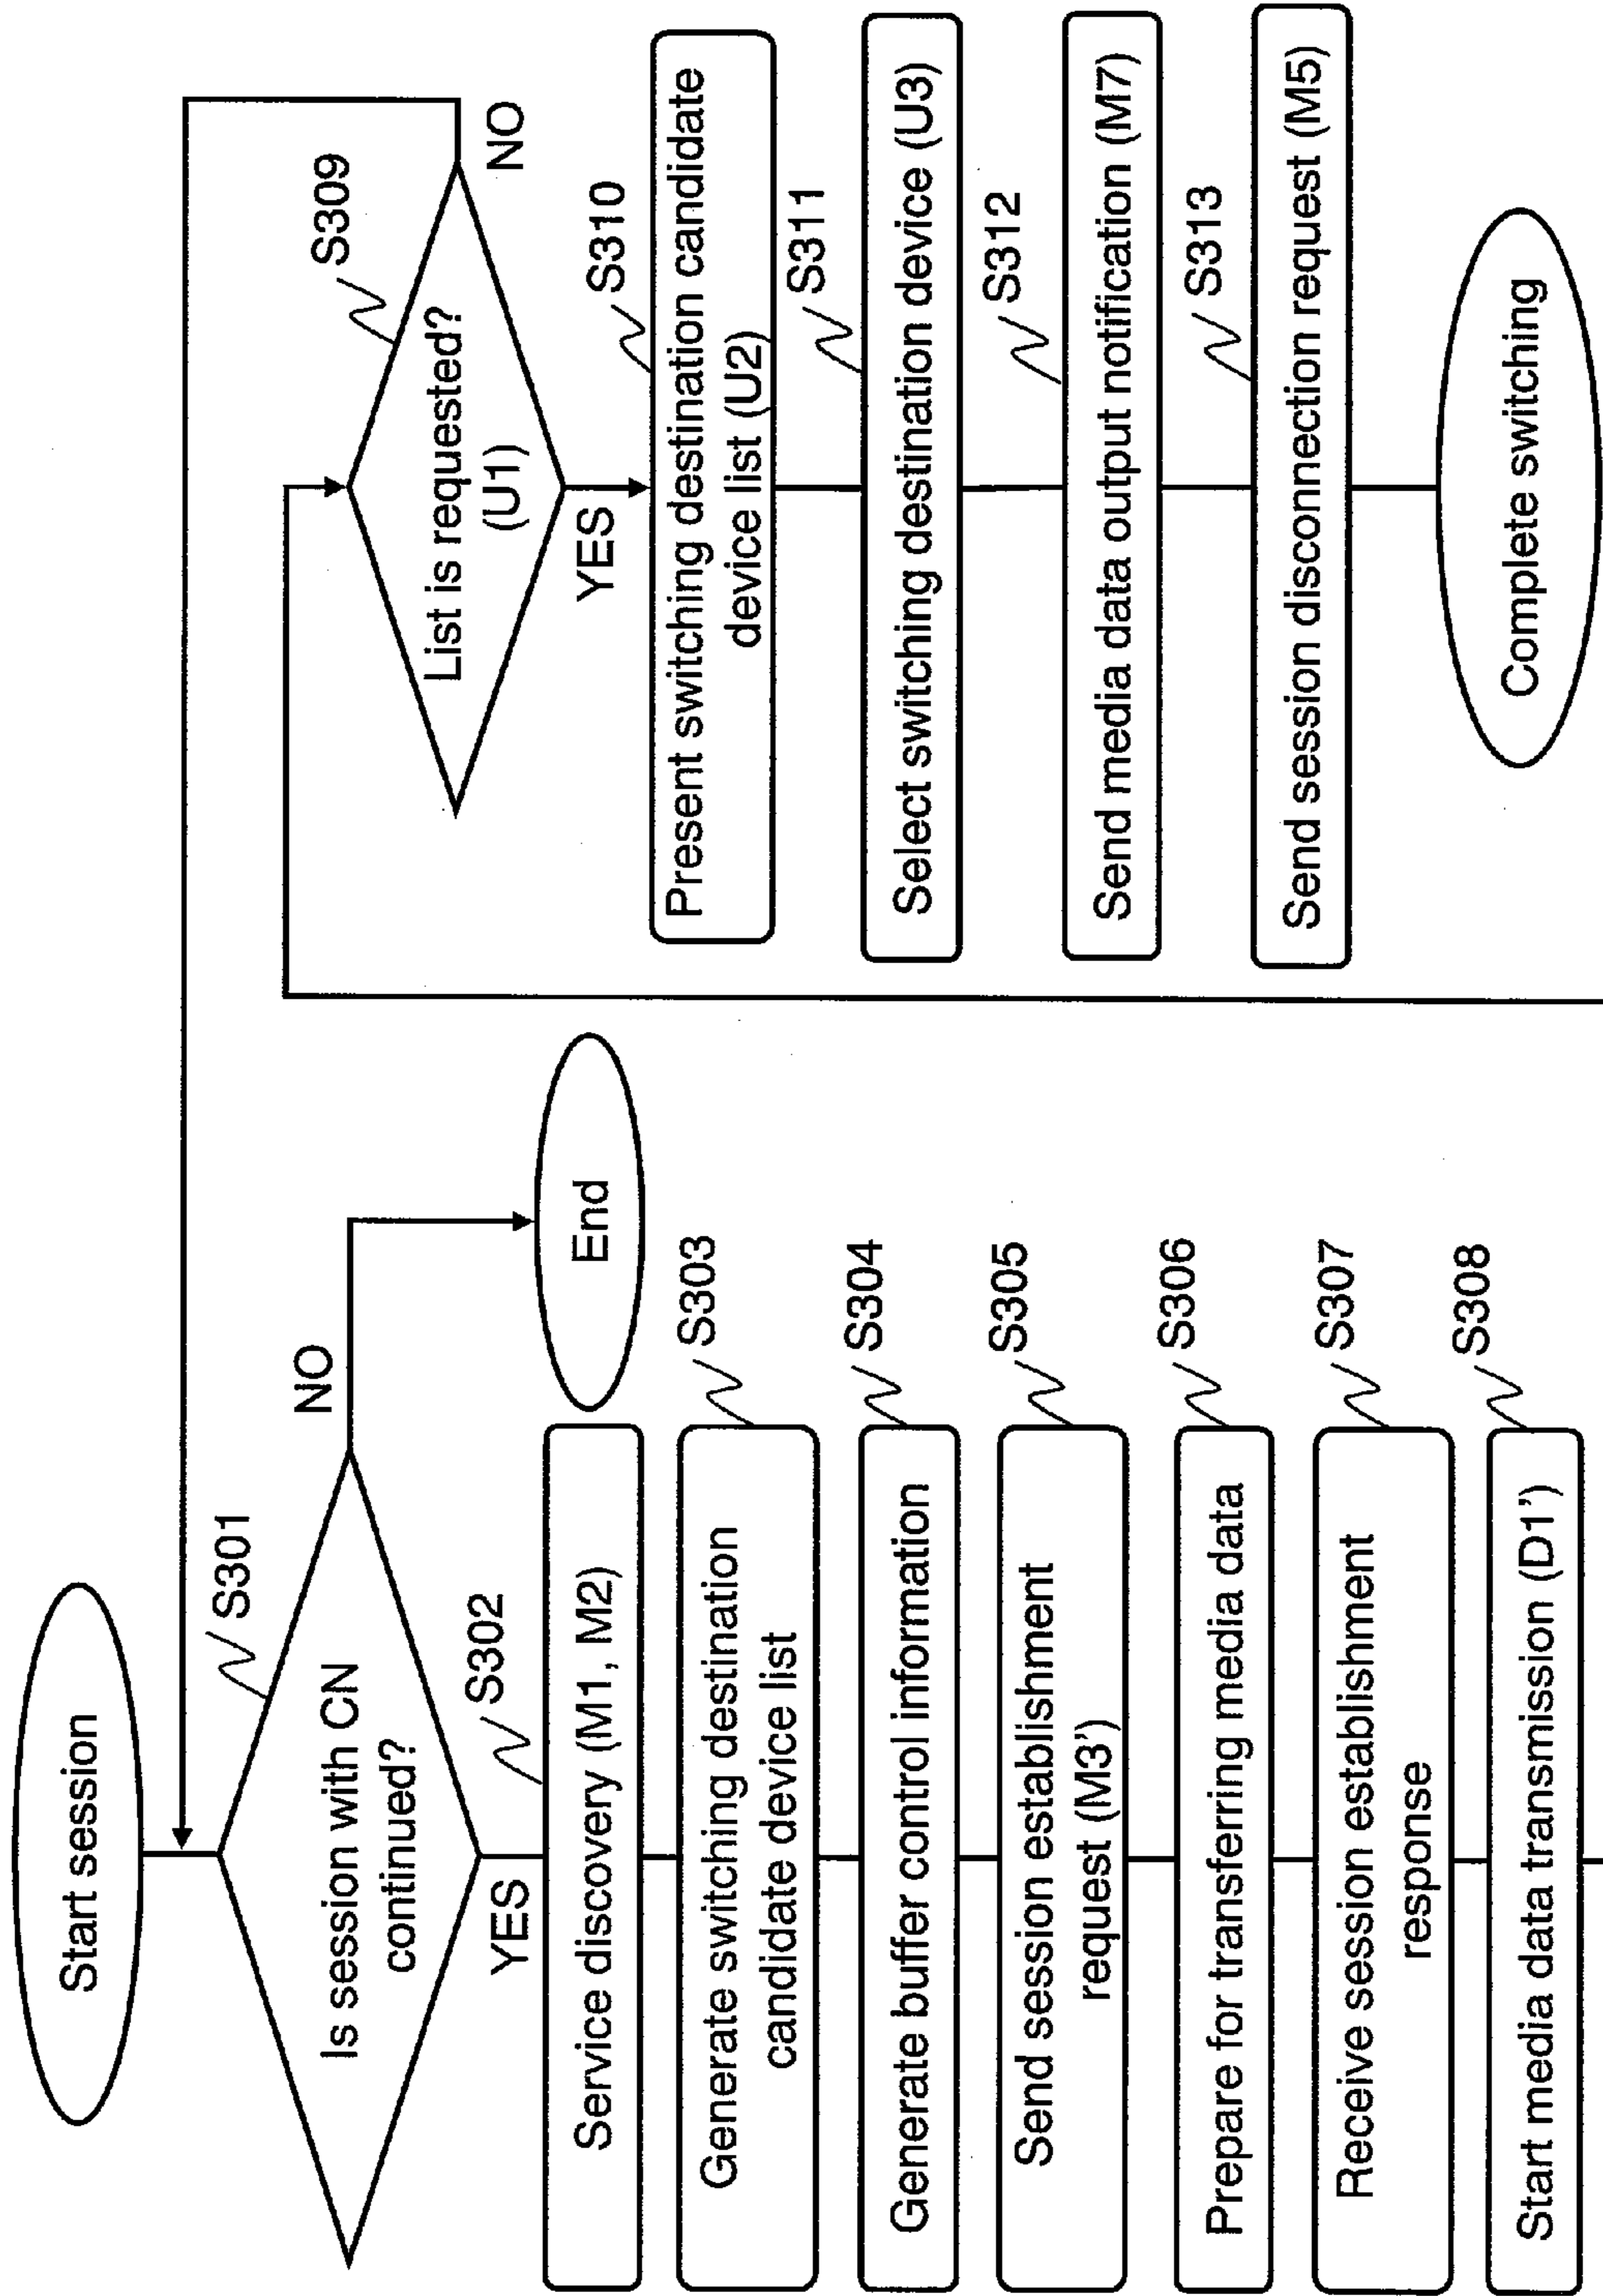 Start session
S301
Is session with CN
continued?
NO
End
YES
S302
Service discovery (M1, M2)
S303
Generate switching destination
candidate device list
S304
Generate buffer control information
S305
Send session establishment
request (M3')
S306
Prepare for transferring media data
S307
Receive session establishment
response
S308
Start media data transmission (D1')
S309
List is requested?
(U1)
NO
YES
S310
Present switching destination candidate
device list (U2)
S311
Select switching destination device (U3)
S312
Send media data output notification (M7)
S313
Send session disconnection request (M5)
Complete switching